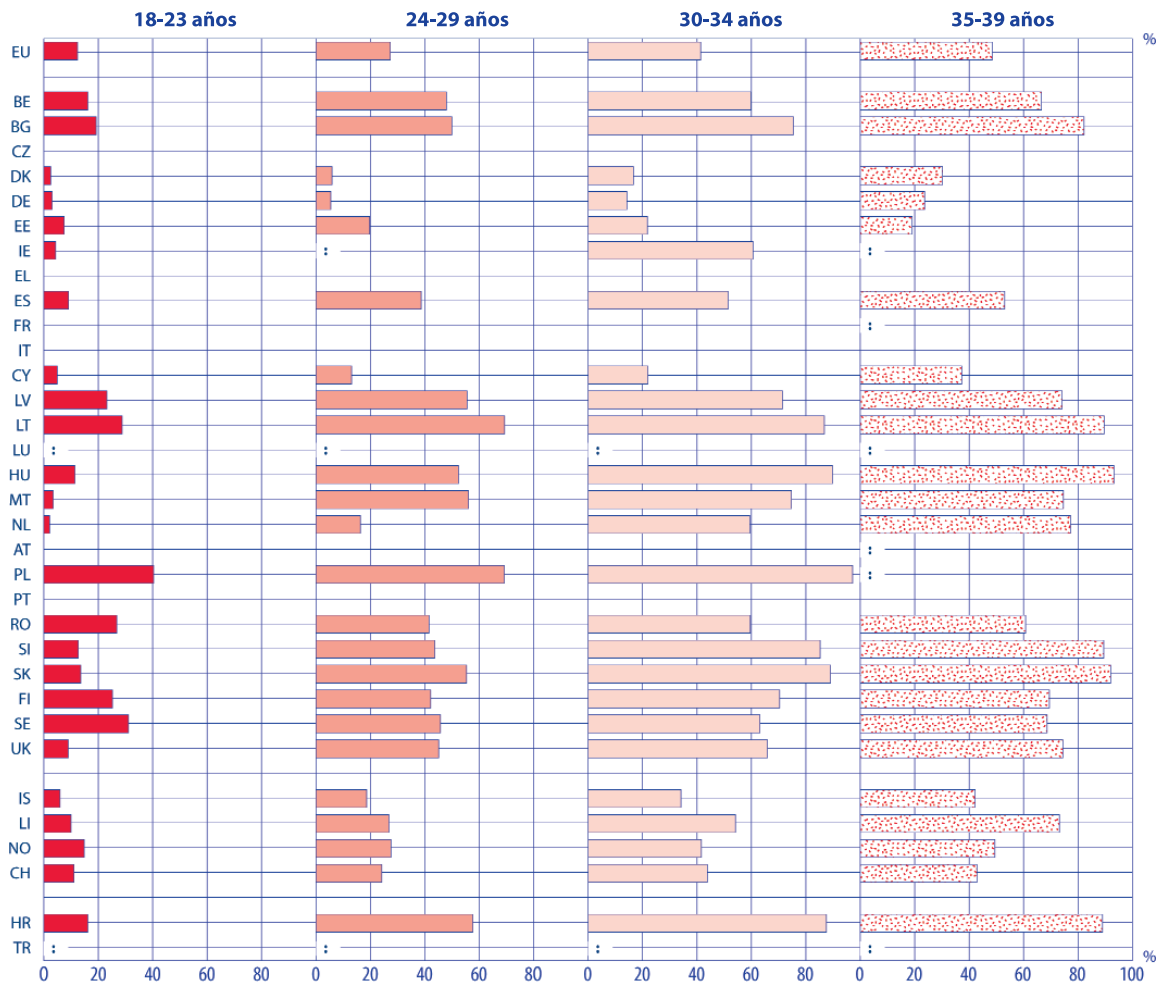 18-23 años 24-29 años 30-34 años 35-39 años
EU %
BE
BG
CZ
DK
DE
EE
IE : :
EL
ES
FR :
IT
CY
LV
LT
LU : : : :
HU
MT
NL
AT :
PL :
PT
RO
SI
SK
FI
SE
UK
IS
LI
NO
CH
HR
TR : : : : %
0 20 40 60 80 0 20 40 60 80 0 20 40 60 80 0 20 40 60 80 100